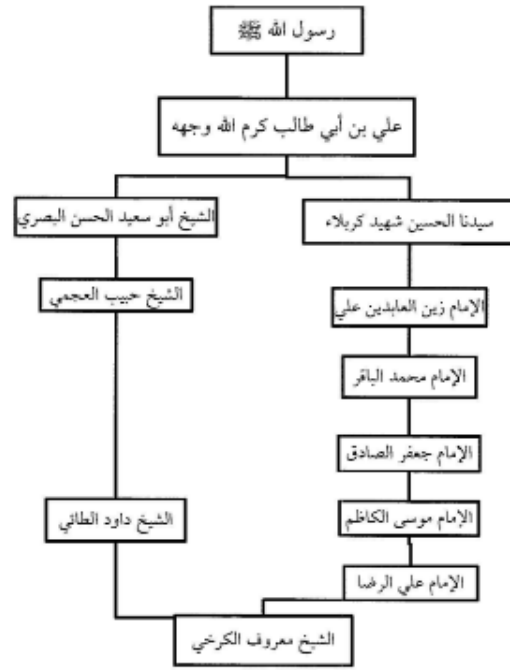 رسول الله ﷺ
علي بن أبي طالب كرم الله وجهه
سيدنا الحسين شهيد كربلاء
الشيخ أبو سعيد الحسن البصري
الشيخ حبيب العجمي
الإمام زين العابدين علي
الإمام محمد الباقر
الإمام جعفر الصادق
الإمام موسى الكاظم
الشيخ داود الطائي
الإمام علي الرضا
الشيخ معروف الكرخي